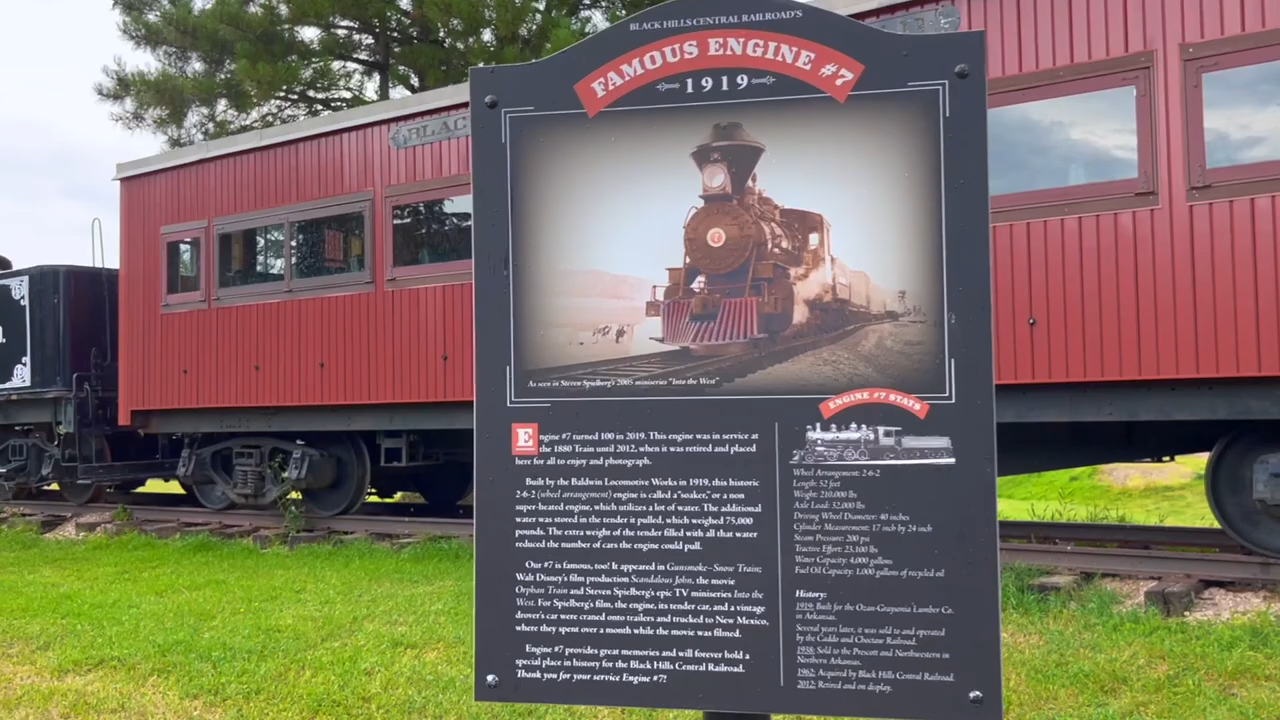 BLACK HILLS CENTRAL RAILROAD'S
FAMOUS ENGINE #7
1919
BLAC
7
As seen in Steven Spielberg's 2005 miniseries "Into the West"
Engine #7 turned 100 in 2019. This engine was in service at
the 1880 Train until 2012, when it was retired and placed
here for all to enjoy and photograph.
Built by the Baldwin Locomotive Works in 1919, this historic
2-6-2 (wheel arrangement) engine is called a "soaker," or a non
super-heated engine, which utilizes a lot of water. The additional
water was stored in the tender it pulled, which weighed 75,000
pounds. The extra weight of the tender filled with all that water
reduced the number of cars the engine could pull.
Our #7 is famous, too! It appeared in Gunsmoke–Snow Train;
Walt Disney's film production Scandalous John, the movie
Orphan Train and Steven Spielberg's epic TV miniseries Into the
West. For Spielberg's film, the engine, its tender car, and a vintage
drover's car were craned onto trailers and trucked to New Mexico,
where they spent over a month while the movie was filmed.
Engine #7 provides great memories and will forever hold a
special place in history for the Black Hills Central Railroad.
Thank you for your service Engine #7!
ENGINE #7 STATS
Wheel Arrangement: 2-6-2
Length: 52 feet
Weight: 210,000 lbs
Axle Load: 32,000 lbs
Driving Wheel Diameter: 40 inches
Cylinder Measurement: 17 inch by 24 inch
Steam Pressure: 200 psi
Tractive Effort: 23,100 lbs
Water Capacity: 4,000 gallons
Fuel Oil Capacity: 1,000 gallons of recycled oil
History:
1919: Built for the Ozan-Graysonia Lumber Co.
in Arkansas.
Several years later, it was sold to and operated
by the Caddo and Choctaw Railroad.
1938: Sold to the Prescott and Northwestern in
Northern Arkansas.
1962: Acquired by Black Hills Central Railroad.
2012: Retired and on display.